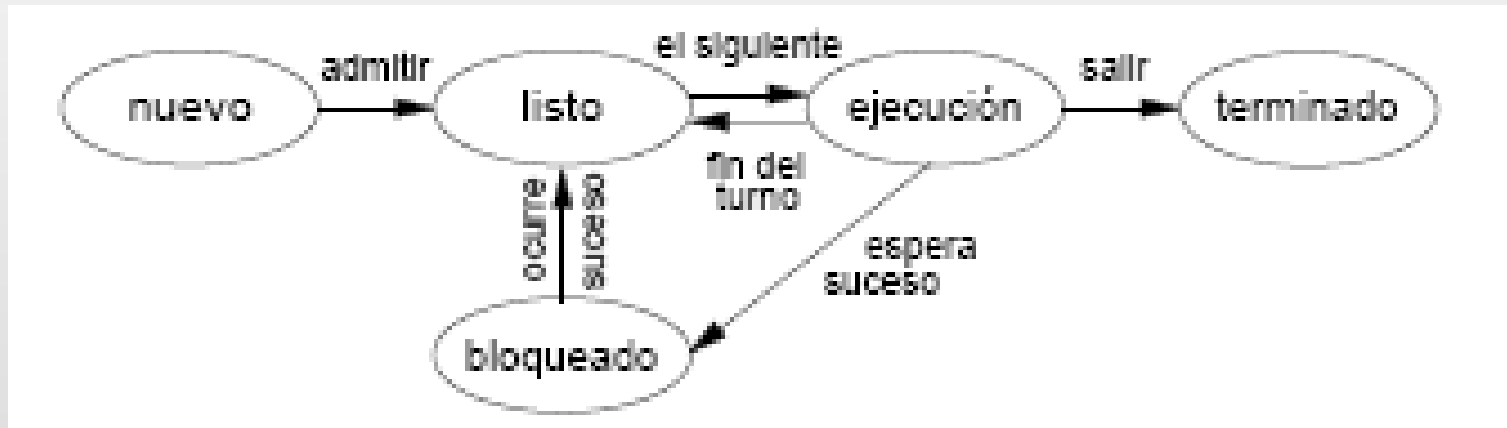 nuevo
admitir
listo
el siguiente
ejecución
salir
terminado
fin del
turno
ocurre
suceso
espera
suceso
bloqueado